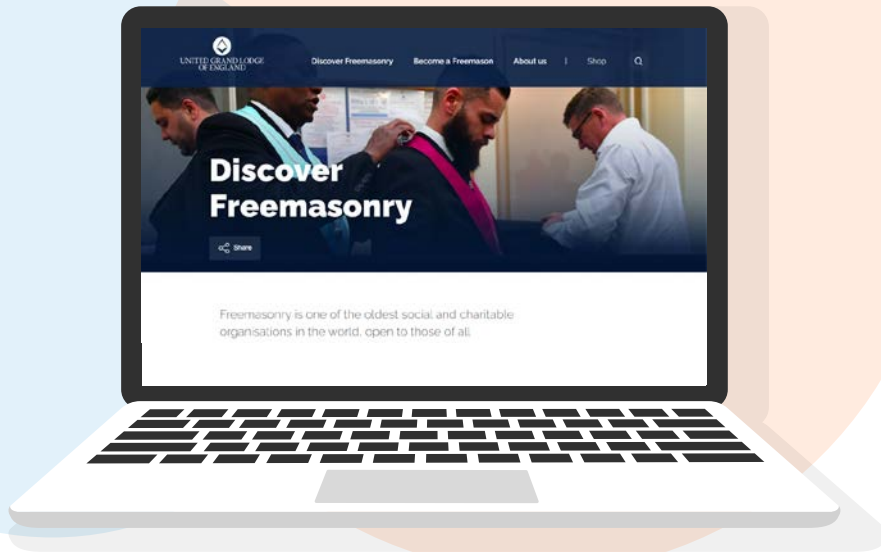 UNITED GRAND LODGE
OF ENGLAND
Discover Freemasonry Become a Freemason About us | Shop
Discover
Freemasonry
Share
Freemasonry is one of the oldest social and charitable
organisations in the world, open to those of all